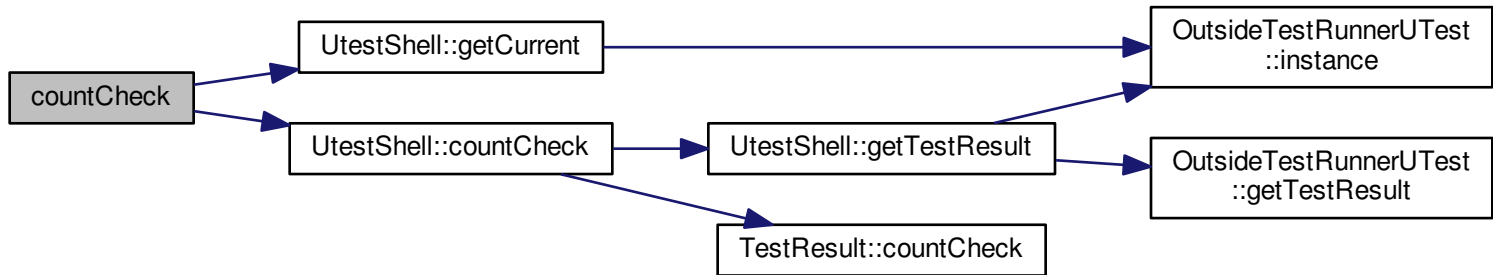 countCheck
UtestShell::getCurrent
UtestShell::countCheck
UtestShell::getTestResult
TestResult::countCheck
OutsideTestRunnerUTest
::instance
OutsideTestRunnerUTest
::getTestResult